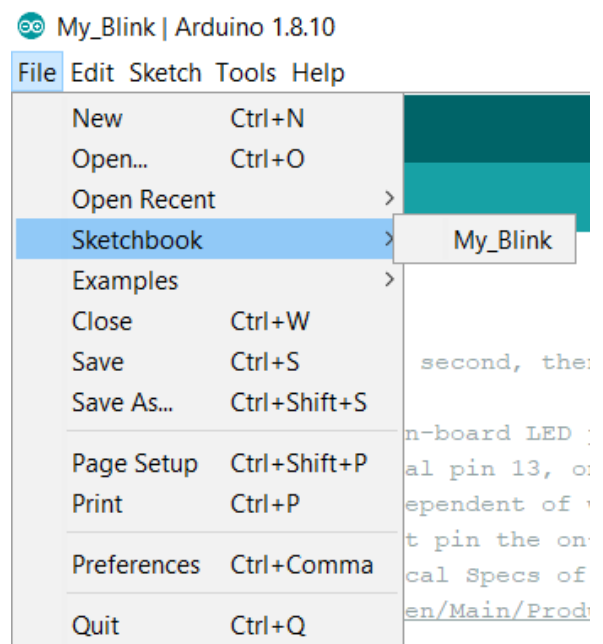 My_Blink | Arduino 1.8.10
File Edit Sketch Tools Help
New Ctrl+N
Open... Ctrl+O
Open Recent
Sketchbook My_Blink
Examples
Close Ctrl+W
Save Ctrl+S
second, then
Save As... Ctrl+Shift+S
n-board LED
Page Setup Ctrl+Shift+P
al pin 13,
Print Ctrl+P
ependent of
t pin the on
Preferences Ctrl+Comma
cal Specs of
en/Main/Produ
Quit Ctrl+Q